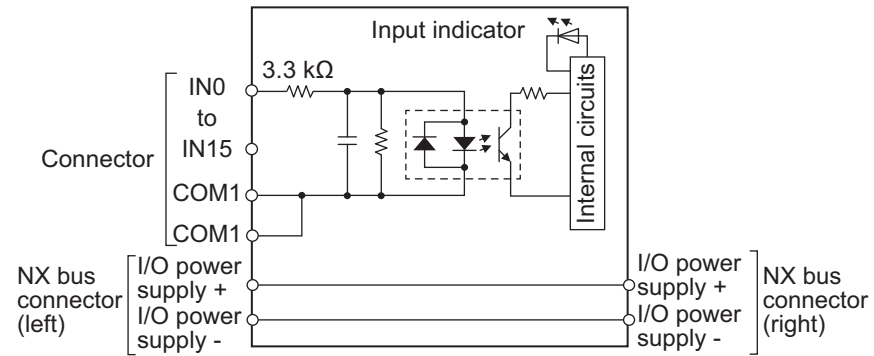 Input indicator
3.3 kΩ
IN0
to
IN15
COM1
COM1
Connector
Internal circuits
NX bus
connector
(left)
I/O power
supply +
I/O power
supply -
I/O power
supply +
I/O power
supply -
NX bus
connector
(right)